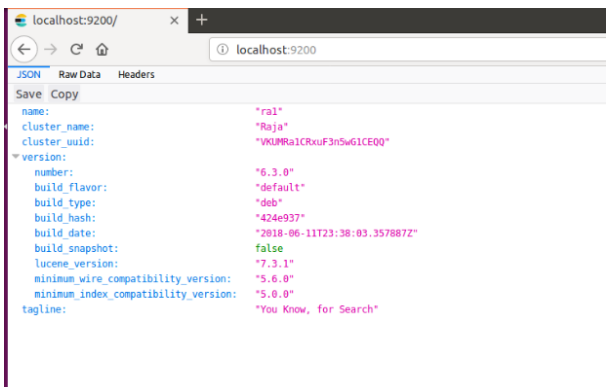 localhost:9200/
localhost:9200
JSON Raw Data Headers
Save Copy
name: "ra1"
cluster_name: "Raja"
cluster_uuid: "VKUMRa1CRxuF3n5wG1CEQQ"
version:
number: "6.3.0"
build_flavor: "default"
build_type: "deb"
build_hash: "424e937"
build_date: "2018-06-11T23:38:03.357887Z"
build_snapshot: false
lucene_version: "7.3.1"
minimum_wire_compatibility_version: "5.6.0"
minimum_index_compatibility_version: "5.0.0"
tagline: "You Know, for Search"